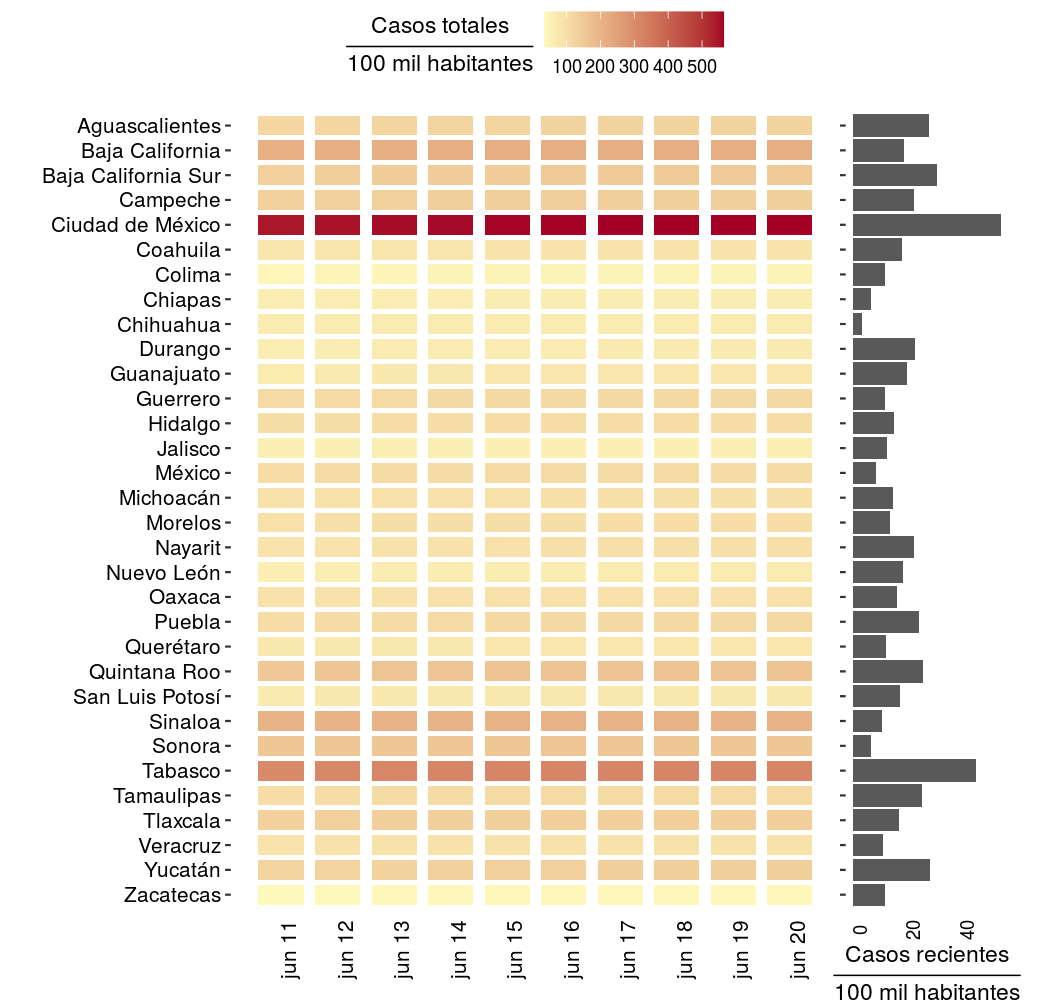 Casos totales
100 mil habitantes
100 200 300 400 500
Aguascalientes
Baja California
Baja California Sur
Campeche
Ciudad de México
Coahuila
Colima
Chiapas
Chihuahua
Durango
Guanajuato
Guerrero
Hidalgo
Jalisco
México
Michoacán
Morelos
Nayarit
Nuevo León
Oaxaca
Puebla
Querétaro
Quintana Roo
San Luis Potosí
Sinaloa
Sonora
Tabasco
Tamaulipas
Tlaxcala
Veracruz
Yucatán
Zacatecas
jun 11
jun 12
jun 13
jun 14
jun 15
jun 16
jun 17
jun 18
jun 19
jun 20
0
20
40
Casos recientes
100 mil habitantes